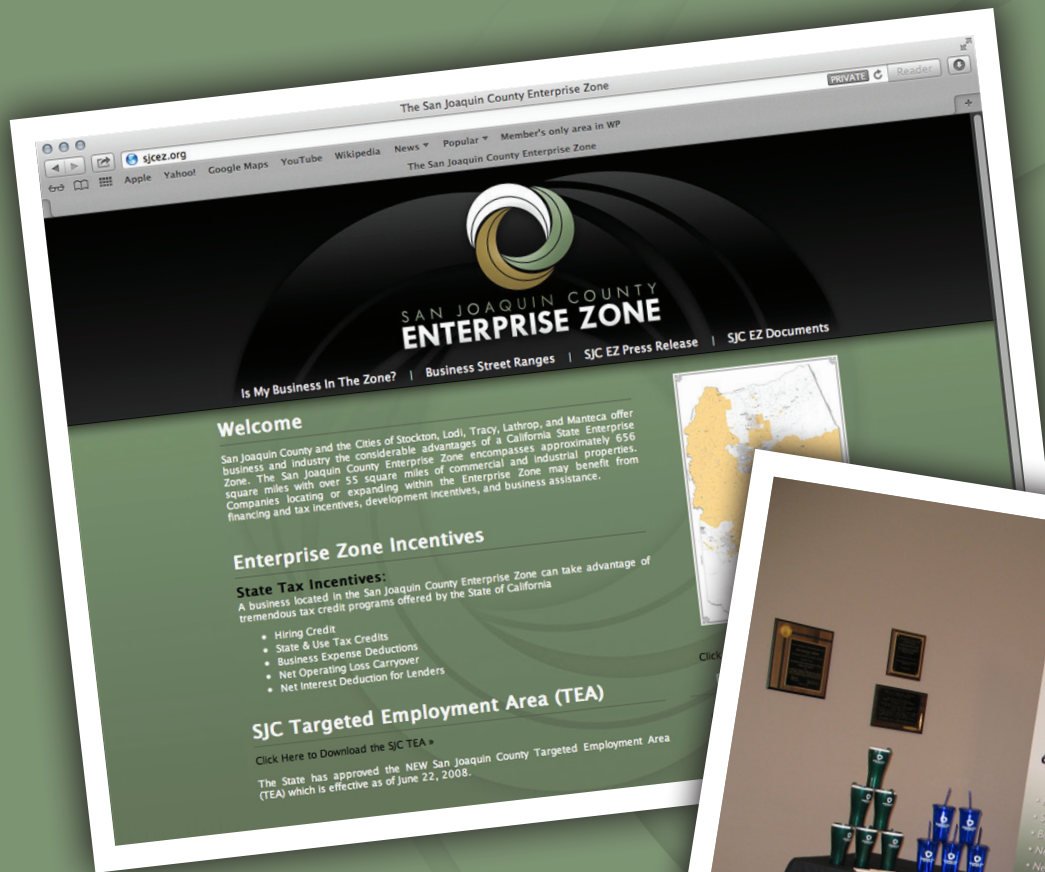 The San Joaquin County Enterprise Zone
PRIVATE
Reader
sjcez.org
Apple Yahoo! Google Maps YouTube Wikipedia News Popular Member's only area in WP
The San Joaquin County Enterprise Zone
SAN JOAQUIN COUNTY
ENTERPRISE ZONE
Is My Business In The Zone? | Business Street Ranges | SJC EZ Press Release | SJC EZ Documents
Welcome
San Joaquin County and the Cities of Stockton, Lodi, Tracy, Lathrop, and Manteca offer
business and industry the considerable advantages of a California State Enterprise
Zone. The San Joaquin County Enterprise Zone encompasses approximately 656
square miles with over 55 square miles of commercial and industrial properties.
Companies locating or expanding within the Enterprise Zone may benefit from
financing and tax incentives, development incentives, and business assistance.
Enterprise Zone Incentives
State Tax Incentives:
A business located in the San Joaquin County Enterprise Zone can take advantage of
tremendous tax credit programs offered by the State of California
• Hiring Credit
• State & Use Tax Credits
• Business Expense Deductions
• Net Operating Loss Carryover
• Net Interest Deduction for Lenders
Click
SJC Targeted Employment Area (TEA)
Click Here to Download the SJC TEA »
The State has approved the NEW San Joaquin County Targeted Employment Area
(TEA) which is effective as of June 22, 2008.